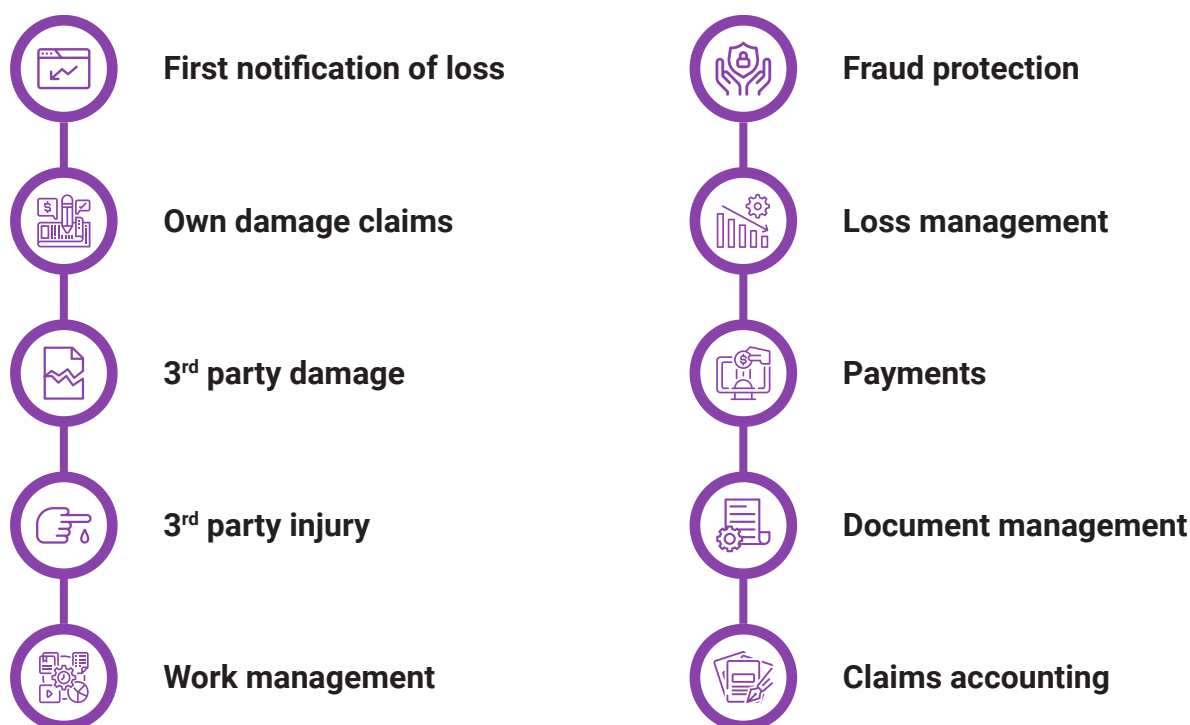 First notification of loss
Own damage claims
3rd party damage
3rd party injury
Work management
Fraud protection
Loss management
Payments
Document management
Claims accounting